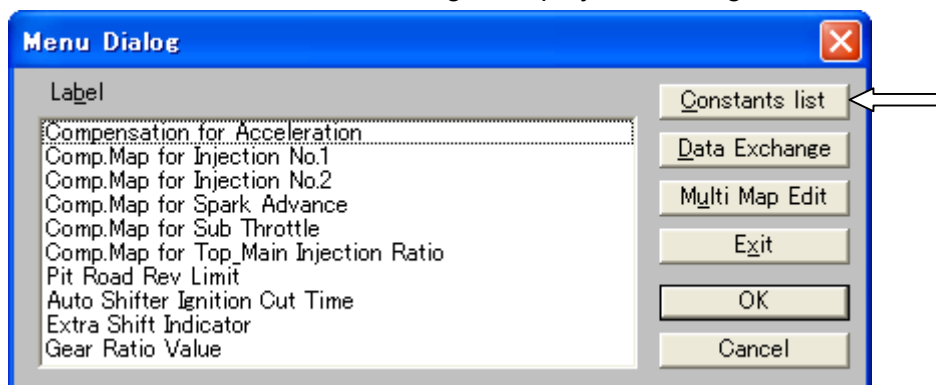 Menu Dialog
Label
Compensation for Acceleration
Comp.Map for Injection No.1
Comp.Map for Injection No.2
Comp.Map for Spark Advance
Comp.Map for Sub Throttle
Comp.Map for Top_Main Injection Ratio
Pit Road Rev Limit
Auto Shifter Ignition Cut Time
Extra Shift Indicator
Gear Ratio Value
Constants list
Data Exchange
Multi Map Edit
Exit
OK
Cancel